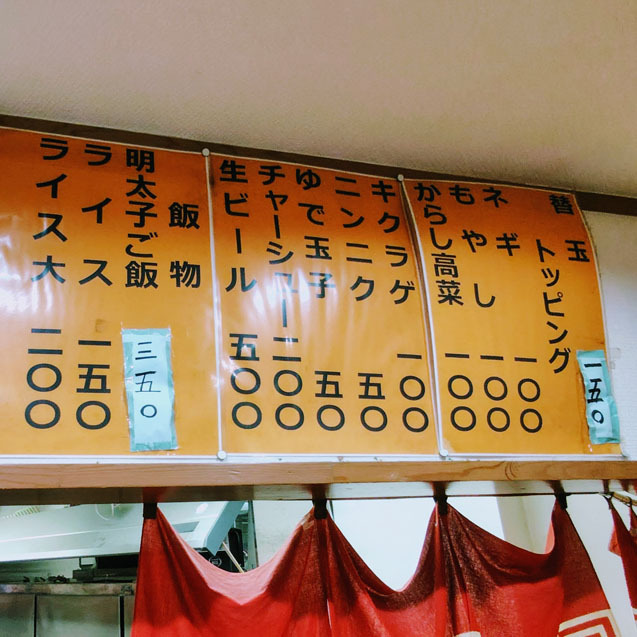 替玉 一五〇
トッピング
ネギ 一〇〇
もやし 一〇〇
からし高菜 一〇〇
キクラゲ 一〇〇
ニンニク 五〇
ゆで玉子 五〇
チャーシュー 二〇〇
生ビール 五〇〇
飯物
明太子ご飯 三五〇
ライス 一五〇
ライス大 二〇〇